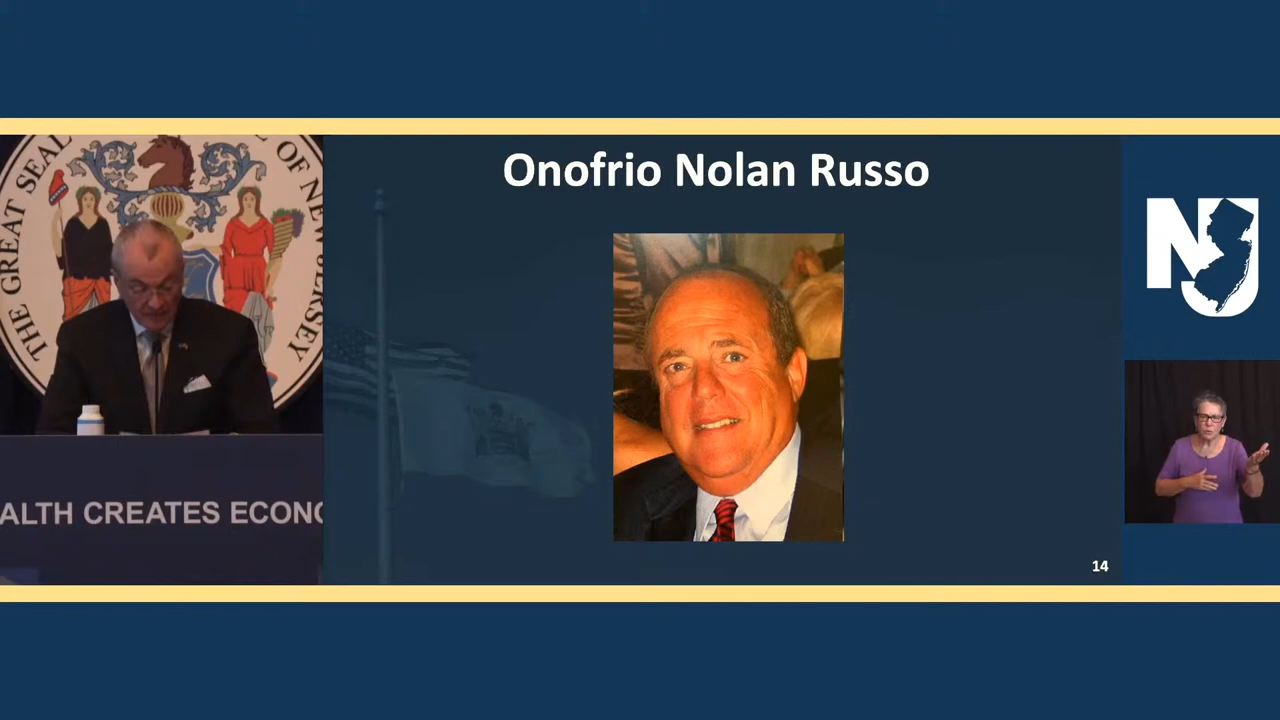 Onofrio Nolan Russo
THE GREAT SEAL
OF NEW JERSEY
NJ
ALTH CREATES ECONO
14